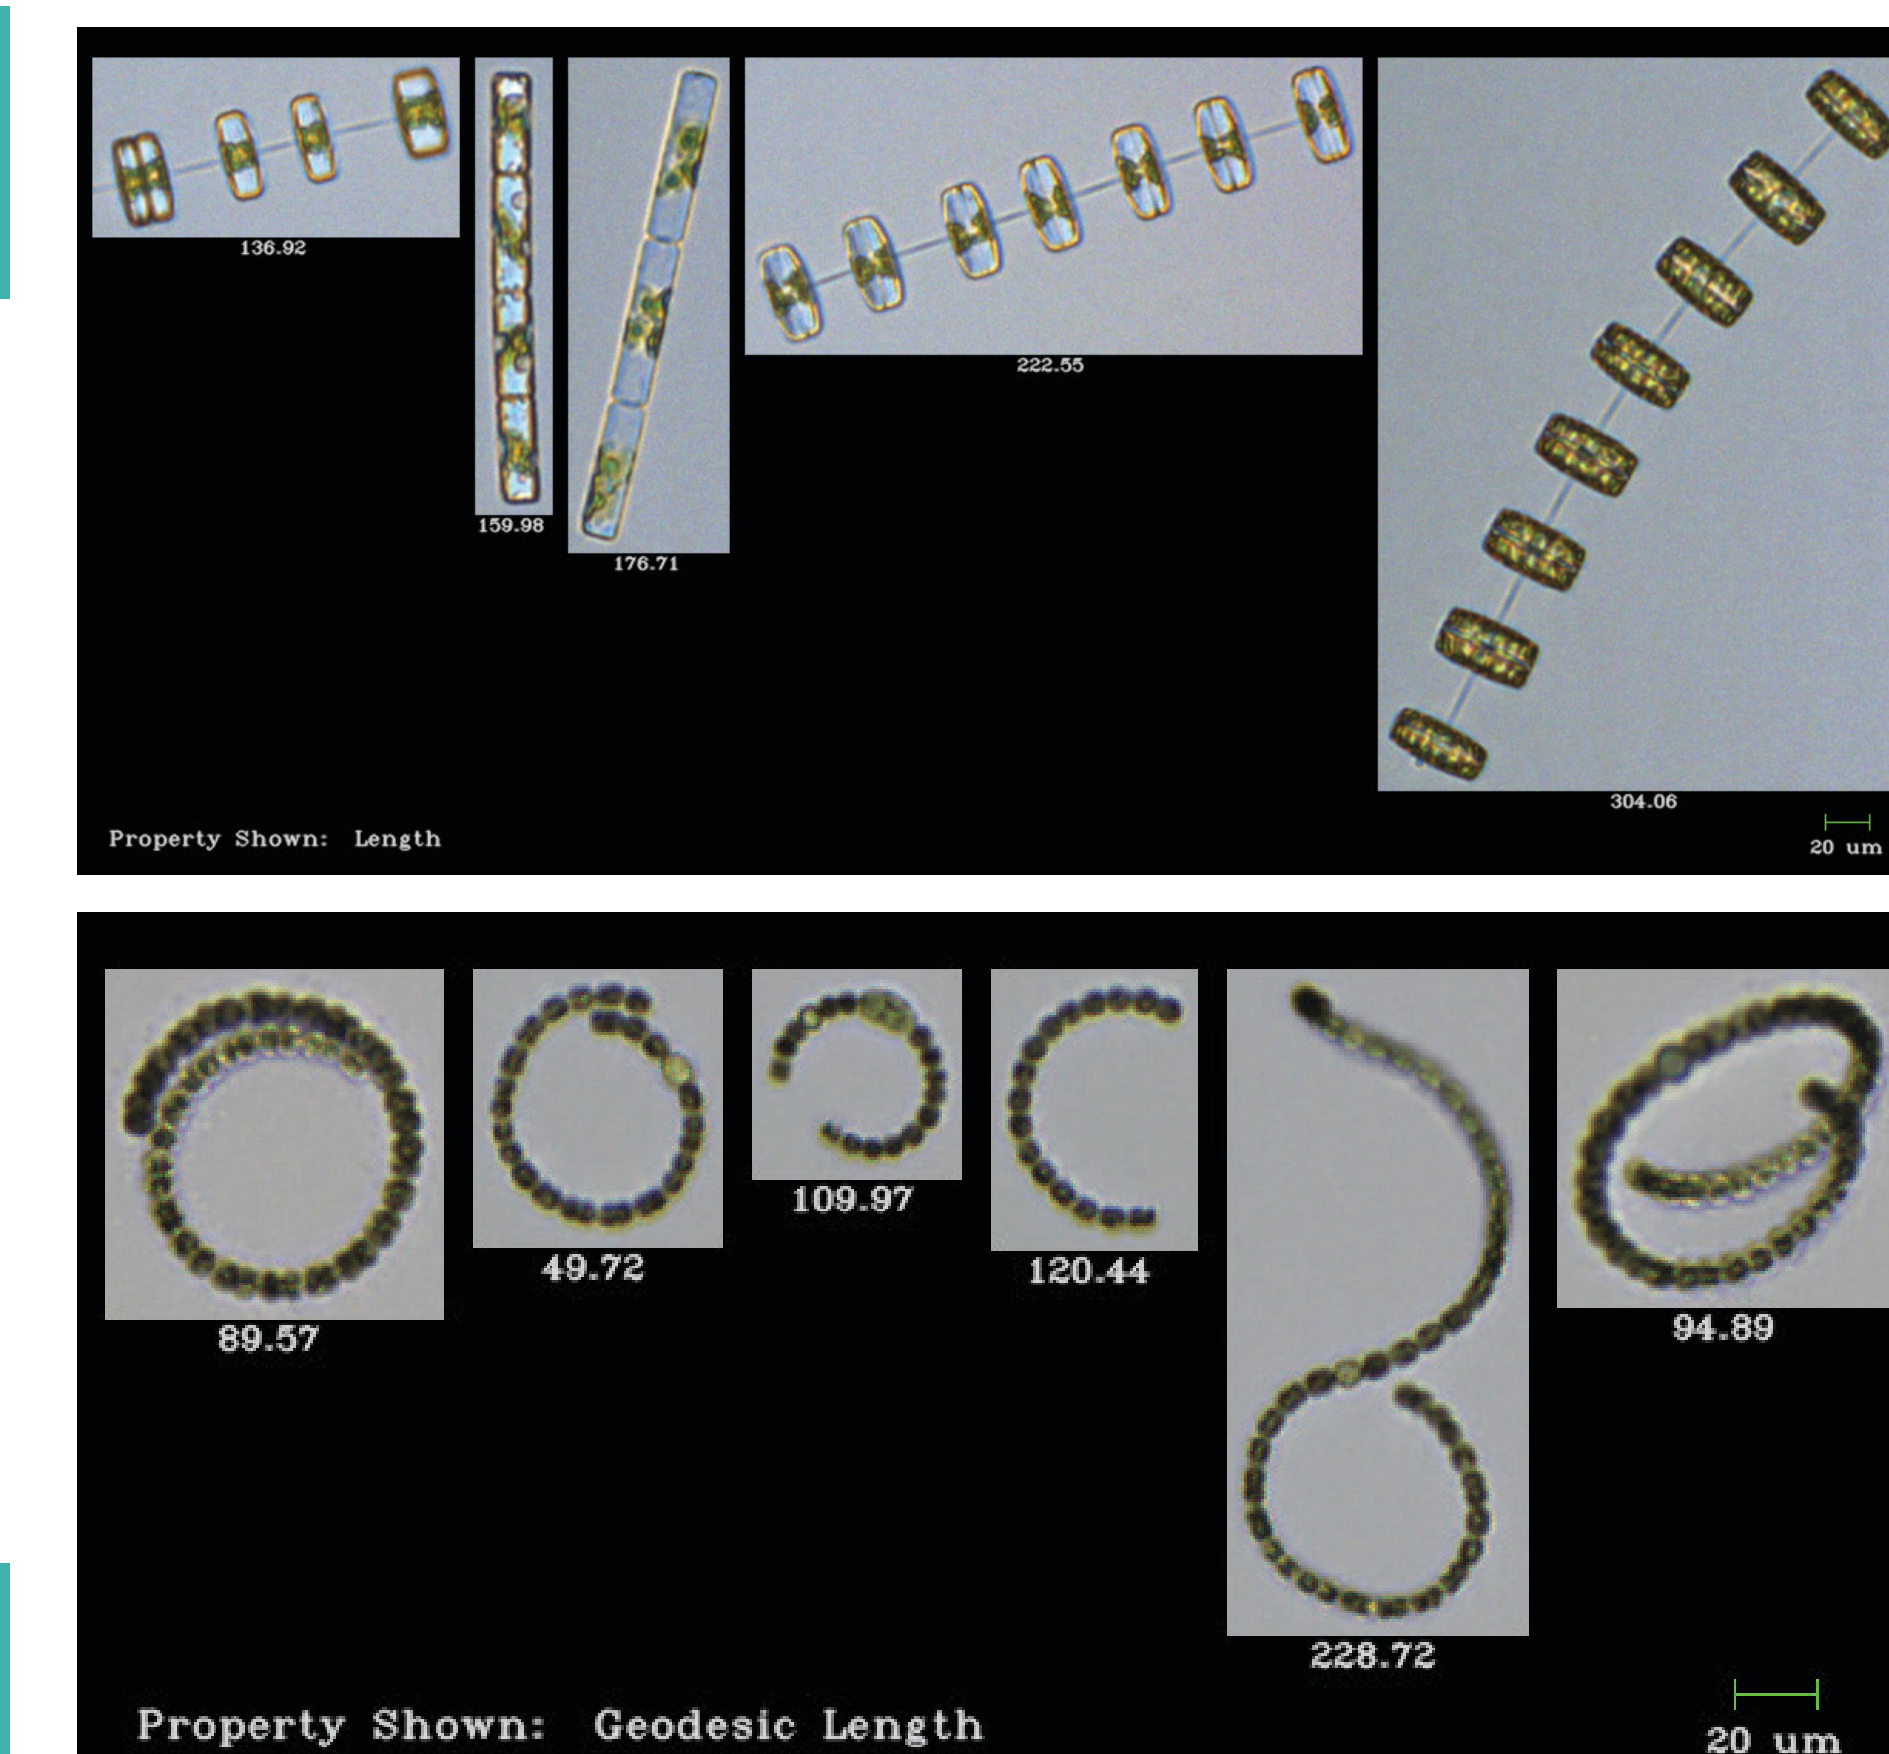 136.92
159.98
176.71
222.55
304.06
Property Shown: Length
20 um
89.57
49.72
109.97
120.44
228.72
94.89
Property Shown: Geodesic Length
20 um